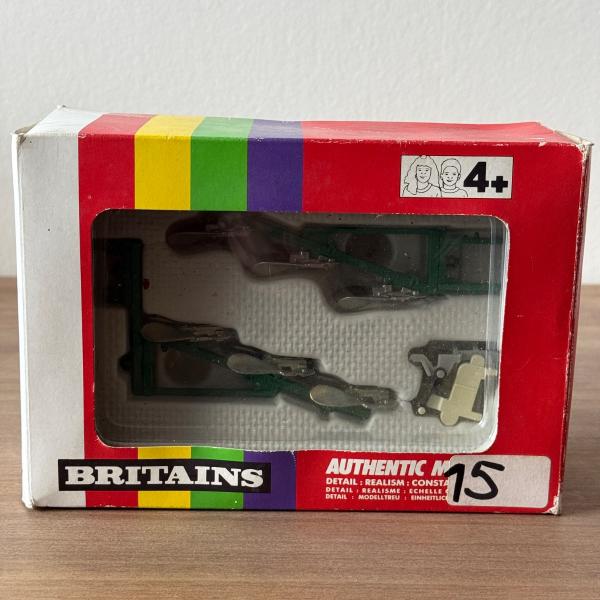 4+
BRITAINS
AUTHENTIC M
15
DETAIL : REALISM : CONSTA
DETAIL : REALISME : ECHELLE
DETAIL : MODELLTREU : EINHEITLIC